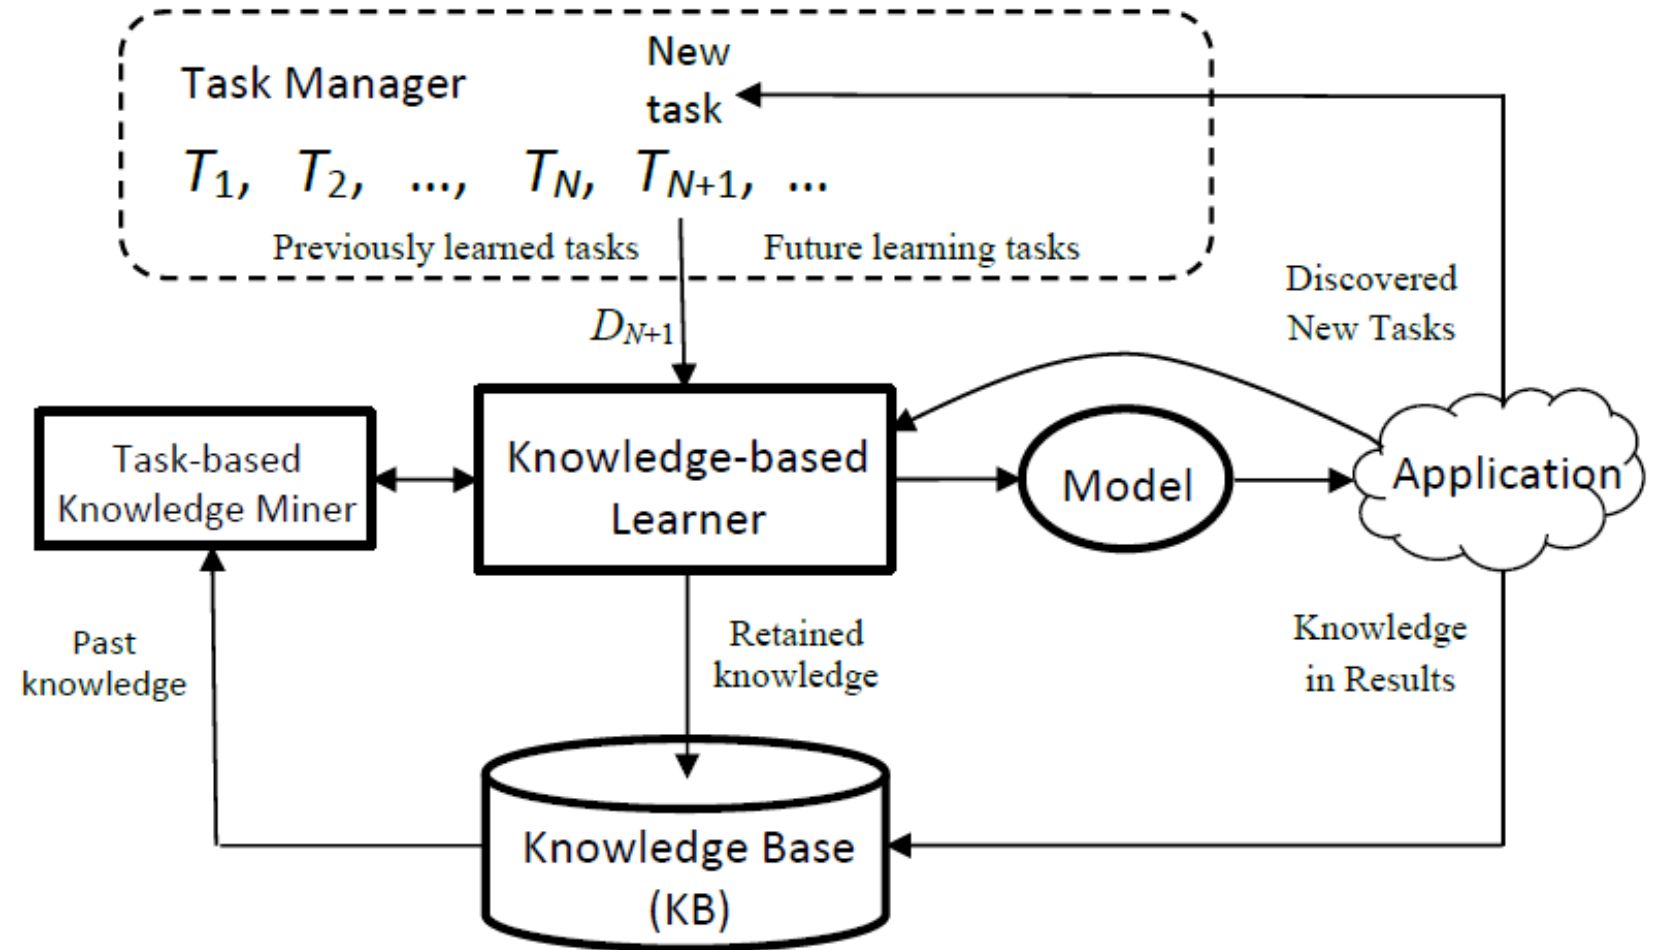 New
Task Manager
task
T1, T2, ..., TN, TN+1, ...
Previously learned tasks
Future learning tasks
DN+1
Discovered
New Tasks
Task-based
Knowledge Miner
Knowledge-based
Learner
Model
Application
Past
knowledge
Retained
knowledge
Knowledge
in Results
Knowledge Base
(KB)